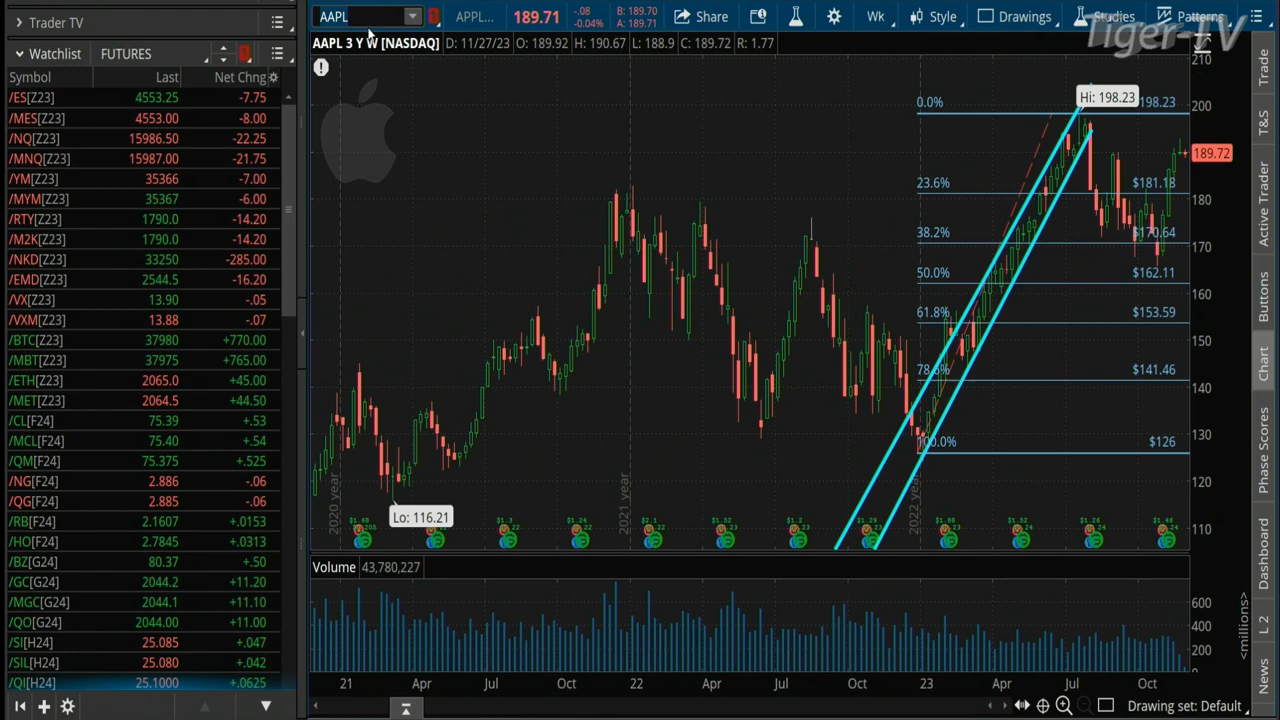 Trader TV
AAPL
APPL...
189.71
-.08
-0.04%
B: 189.70
A: 189.71
Share
Wk
Style
Drawings
Studies
Patterns
Tiger-TV
Watchlist
FUTURES
AAPL 3 Y W [NASDAQ]
D: 11/27/23
O: 189.92
H: 190.67
L: 188.9
C: 189.72
R: 1.77
Symbol Last Net Chng
/ES[Z23] 4553.25 -7.75
/MES[Z23] 4553.00 -8.00
/NQ[Z23] 15986.50 -22.25
/MNQ[Z23] 15987.00 -21.75
/YM[Z23] 35366 -7.00
/MYM[Z23] 35367 -6.00
/RTY[Z23] 1790.0 -14.20
/M2K[Z23] 1790.0 -14.20
/NKD[Z23] 33250 -285.00
/EMD[Z23] 2544.5 -16.20
/VX[Z23] 13.90 -.05
/VXM[Z23] 13.88 -.07
/BTC[Z23] 37980 +770.00
/MBT[Z23] 37975 +765.00
/ETH[Z23] 2065.0 +45.00
/MET[Z23] 2064.5 +44.50
/CL[F24] 75.39 +.53
/MCL[F24] 75.40 +.54
/QM[F24] 75.375 +.525
/NG[F24] 2.886 -.06
/QG[F24] 2.885 -.06
/RB[F24] 2.1607 +.0153
/HO[F24] 2.7845 +.0313
/BZ[G24] 80.37 +.50
/GC[G24] 2044.2 +11.20
/MGC[G24] 2044.1 +11.10
/QO[G24] 2044.00 +11.00
/SI[H24] 25.085 +.047
/SIL[H24] 25.080 +.042
/QI[H24] 25.1000 +.0625
210
200
189.72
180
170
160
150
140
130
120
110
Hi: 198.23
0.0% 198.23
23.6% $181.18
38.2% $170.64
50.0% $162.11
61.8% $153.59
78.6% $141.46
100.0% $126
Lo: 116.21
2020 year
2021 year
2022 year
Volume 43,780,227
600
400
200
<millions>
21 Apr Jul Oct 22 Apr Jul Oct 23 Apr Jul Oct
Drawing set: Default
Trade
T&S
Active Trader
Buttons
Chart
Phase Scores
Dashboard
L 2
News